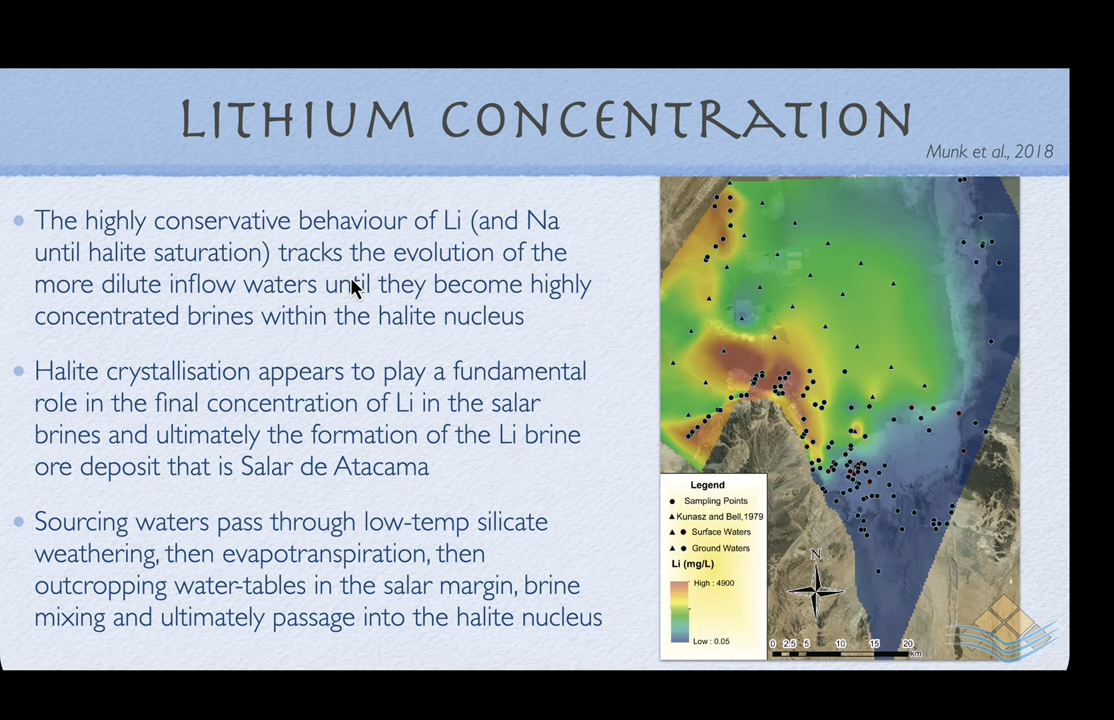 LITHIUM CONCENTRATION
Munk et al., 2018
The highly conservative behaviour of Li (and Na
until halite saturation) tracks the evolution of the
more dilute inflow waters until they become highly
concentrated brines within the halite nucleus
Halite crystallisation appears to play a fundamental
role in the final concentration of Li in the salar
brines and ultimately the formation of the Li brine
ore deposit that is Salar de Atacama
Sourcing waters pass through low-temp silicate
weathering, then evapotranspiration, then
outcropping water-tables in the salar margin, brine
mixing and ultimately passage into the halite nucleus
Legend
Sampling Points
Kunasz and Bell,1979
Surface Waters
Ground Waters
Li (mg/L)
High : 4900
Low : 0.05
N
0 2.5 5 10 15 20
km